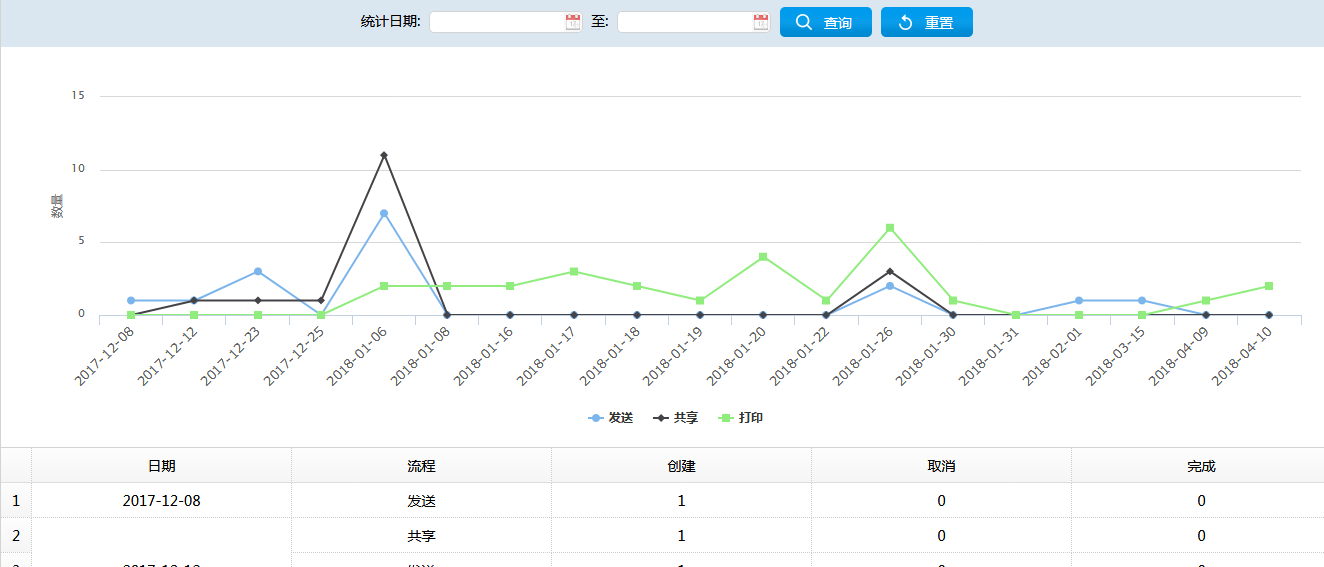 统计日期: 至: 查询 重置
15
10
5
0
数量
2017-12-08 2017-12-12 2017-12-23 2017-12-25 2018-01-06 2018-01-08 2018-01-16 2018-01-17 2018-01-18 2018-01-19 2018-01-20 2018-01-22 2018-01-26 2018-01-30 2018-01-31 2018-02-01 2018-03-15 2018-04-09 2018-04-10
发送 共享 打印
日期 流程 创建 取消 完成
1 2017-12-08 发送 1 0 0
2 共享 1 0 0